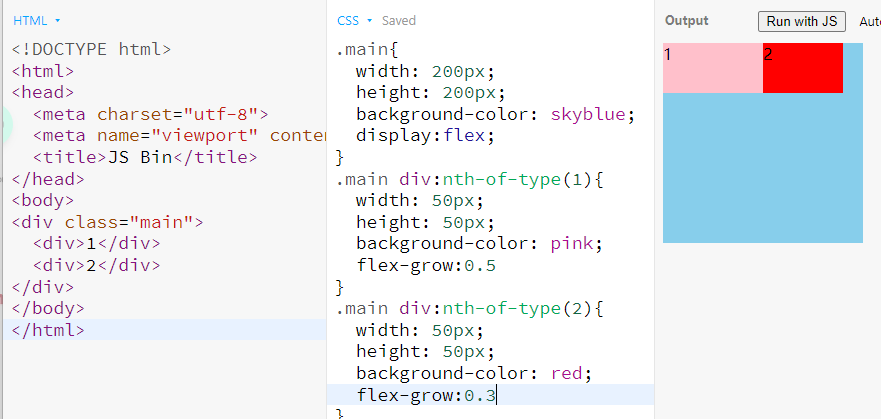 HTML
<!DOCTYPE html>
<html>
<head>
<meta charset="utf-8">
<meta name="viewport"
<title>JS Bin</title>
</head>
<body>
<div class="main">
<div>1</div>
<div>2</div>
</div>
</body>
</html>
CSS Saved
.main{
width: 200px;
height: 200px;
background-color: skyblue;
display:flex;
}
.main div:nth-of-type(1){
width: 50px;
height: 50px;
background-color: pink;
flex-grow:0.5
}
.main div:nth-of-type(2){
width: 50px;
height: 50px;
background-color: red;
flex-grow:0.3
}
Output Run with JS Auto
1 2